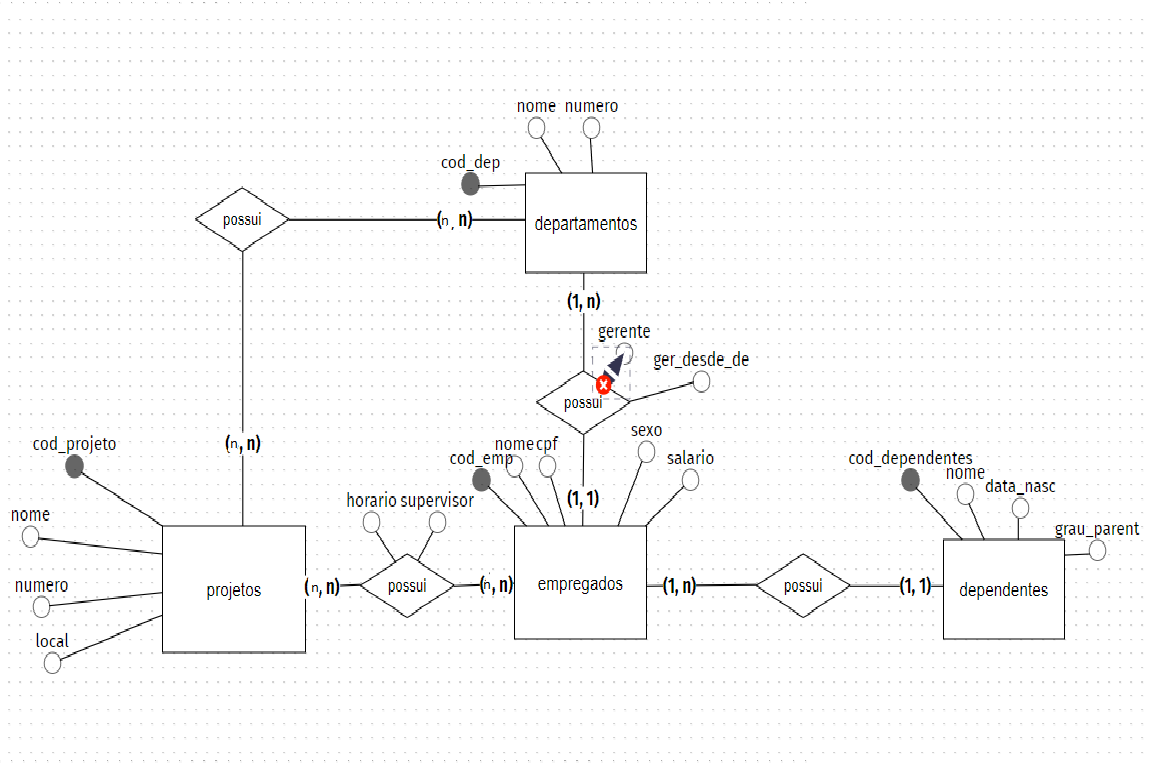 nome numero
cod_dep
possui
(n, n)
departamentos
(1, n)
gerente
ger_desde_de
possui
sexo
cod_projeto
(n, n)
nome cpf
cod_emp
salario
cod_dependentes
nome
data_nasc
horario supervisor
(1, 1)
nome
grau_parent
numero
projetos
(n, n)
possui
(n, n)
empregados
(1, n)
possui
(1, 1)
dependentes
local